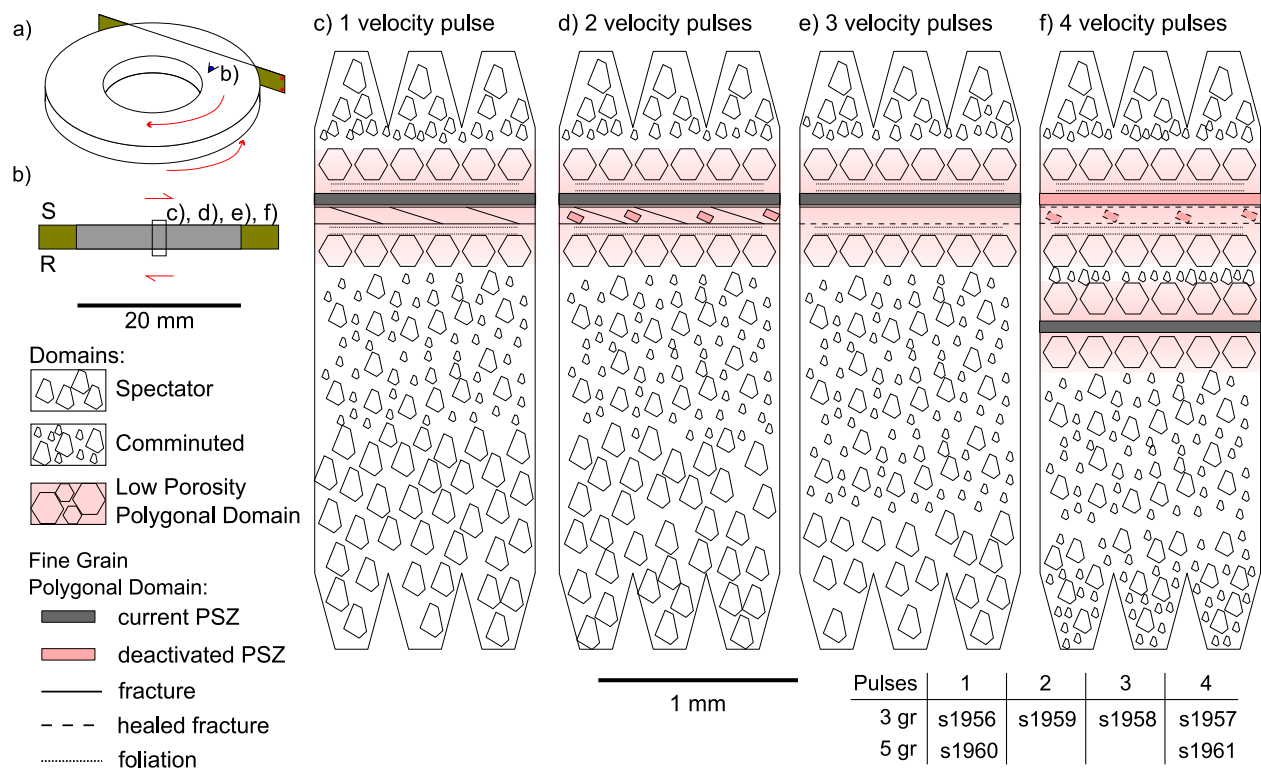 a)
b)
b)
S
c), d), e), f)
R
20 mm
Domains:
Spectator
Comminuted
Low Porosity
Polygonal Domain
Fine Grain
Polygonal Domain:
current PSZ
deactivated PSZ
fracture
healed fracture
foliation
c) 1 velocity pulse
d) 2 velocity pulses
e) 3 velocity pulses
f) 4 velocity pulses
1 mm
Pulses 1 2 3 4
3 gr s1956 s1959 s1958 s1957
5 gr s1960 s1961